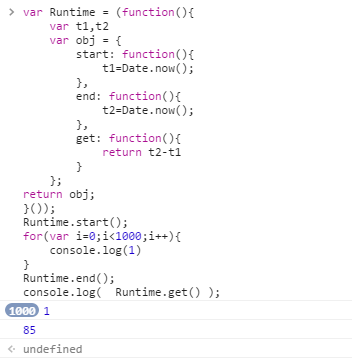 > var Runtime = (function(){
    var t1,t2
    var obj = {
        start: function(){
            t1=Date.now();
        },
        end: function(){
            t2=Date.now();
        },
        get: function(){
            return t2-t1
        }
    };
return obj;
}());
Runtime.start();
for(var i=0;i<1000;i++){
    console.log(1)
}
Runtime.end();
console.log(  Runtime.get() );
1000 1
85
undefined